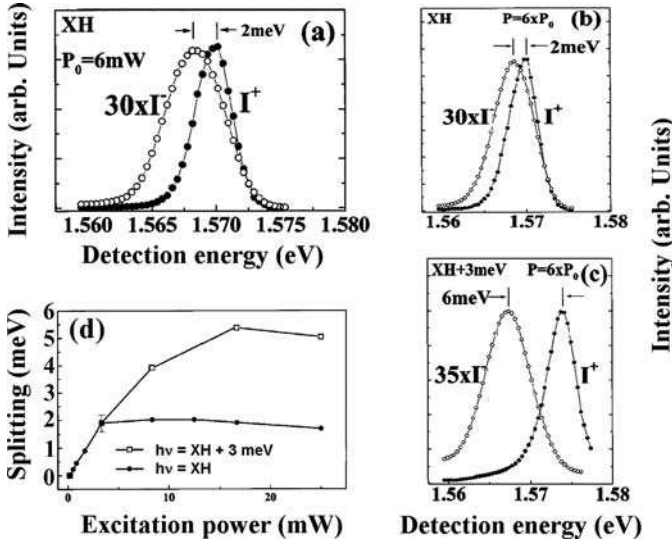 XH
(a)
2meV
P₀=6mW
30xI⁻
I⁺
Intensity (arb. Units)
1.560 1.565 1.570 1.575 1.580
Detection energy (eV)
XH
P=6xP₀
(b)
2meV
30xI⁻
I⁺
Intensity (arb. Units)
1.56 1.57 1.58
XH+3meV
P=6xP₀
(c)
6meV
35xI⁻
I⁺
Intensity (arb. Units)
1.56 1.57 1.58
Detection energy (eV)
(d)
6
5
4
3
2
1
0
Splitting (meV)
hν = XH + 3 meV
hν = XH
0 10 20
Excitation power (mW)